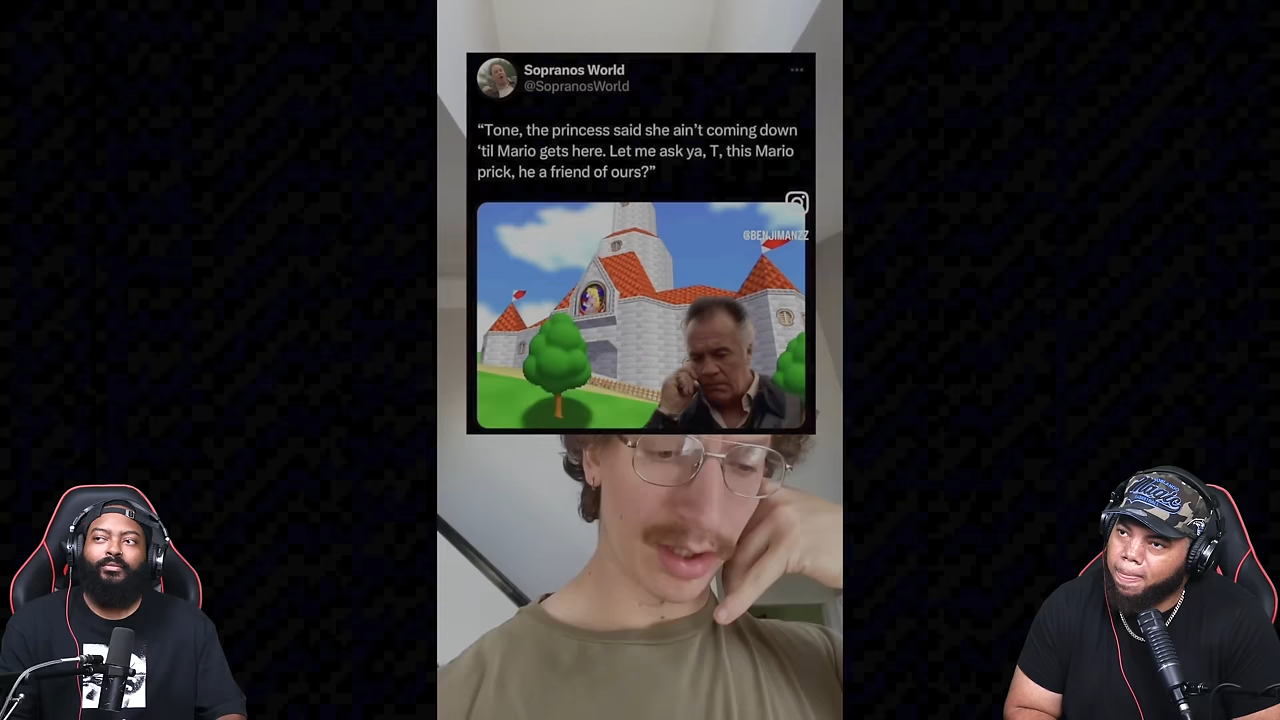 Sopranos World
@SopranosWorld
“Tone, the princess said she ain’t coming down
‘til Mario gets here. Let me ask ya, T, this Mario
prick, he a friend of ours?”
@BENJIMANZZ
Magic